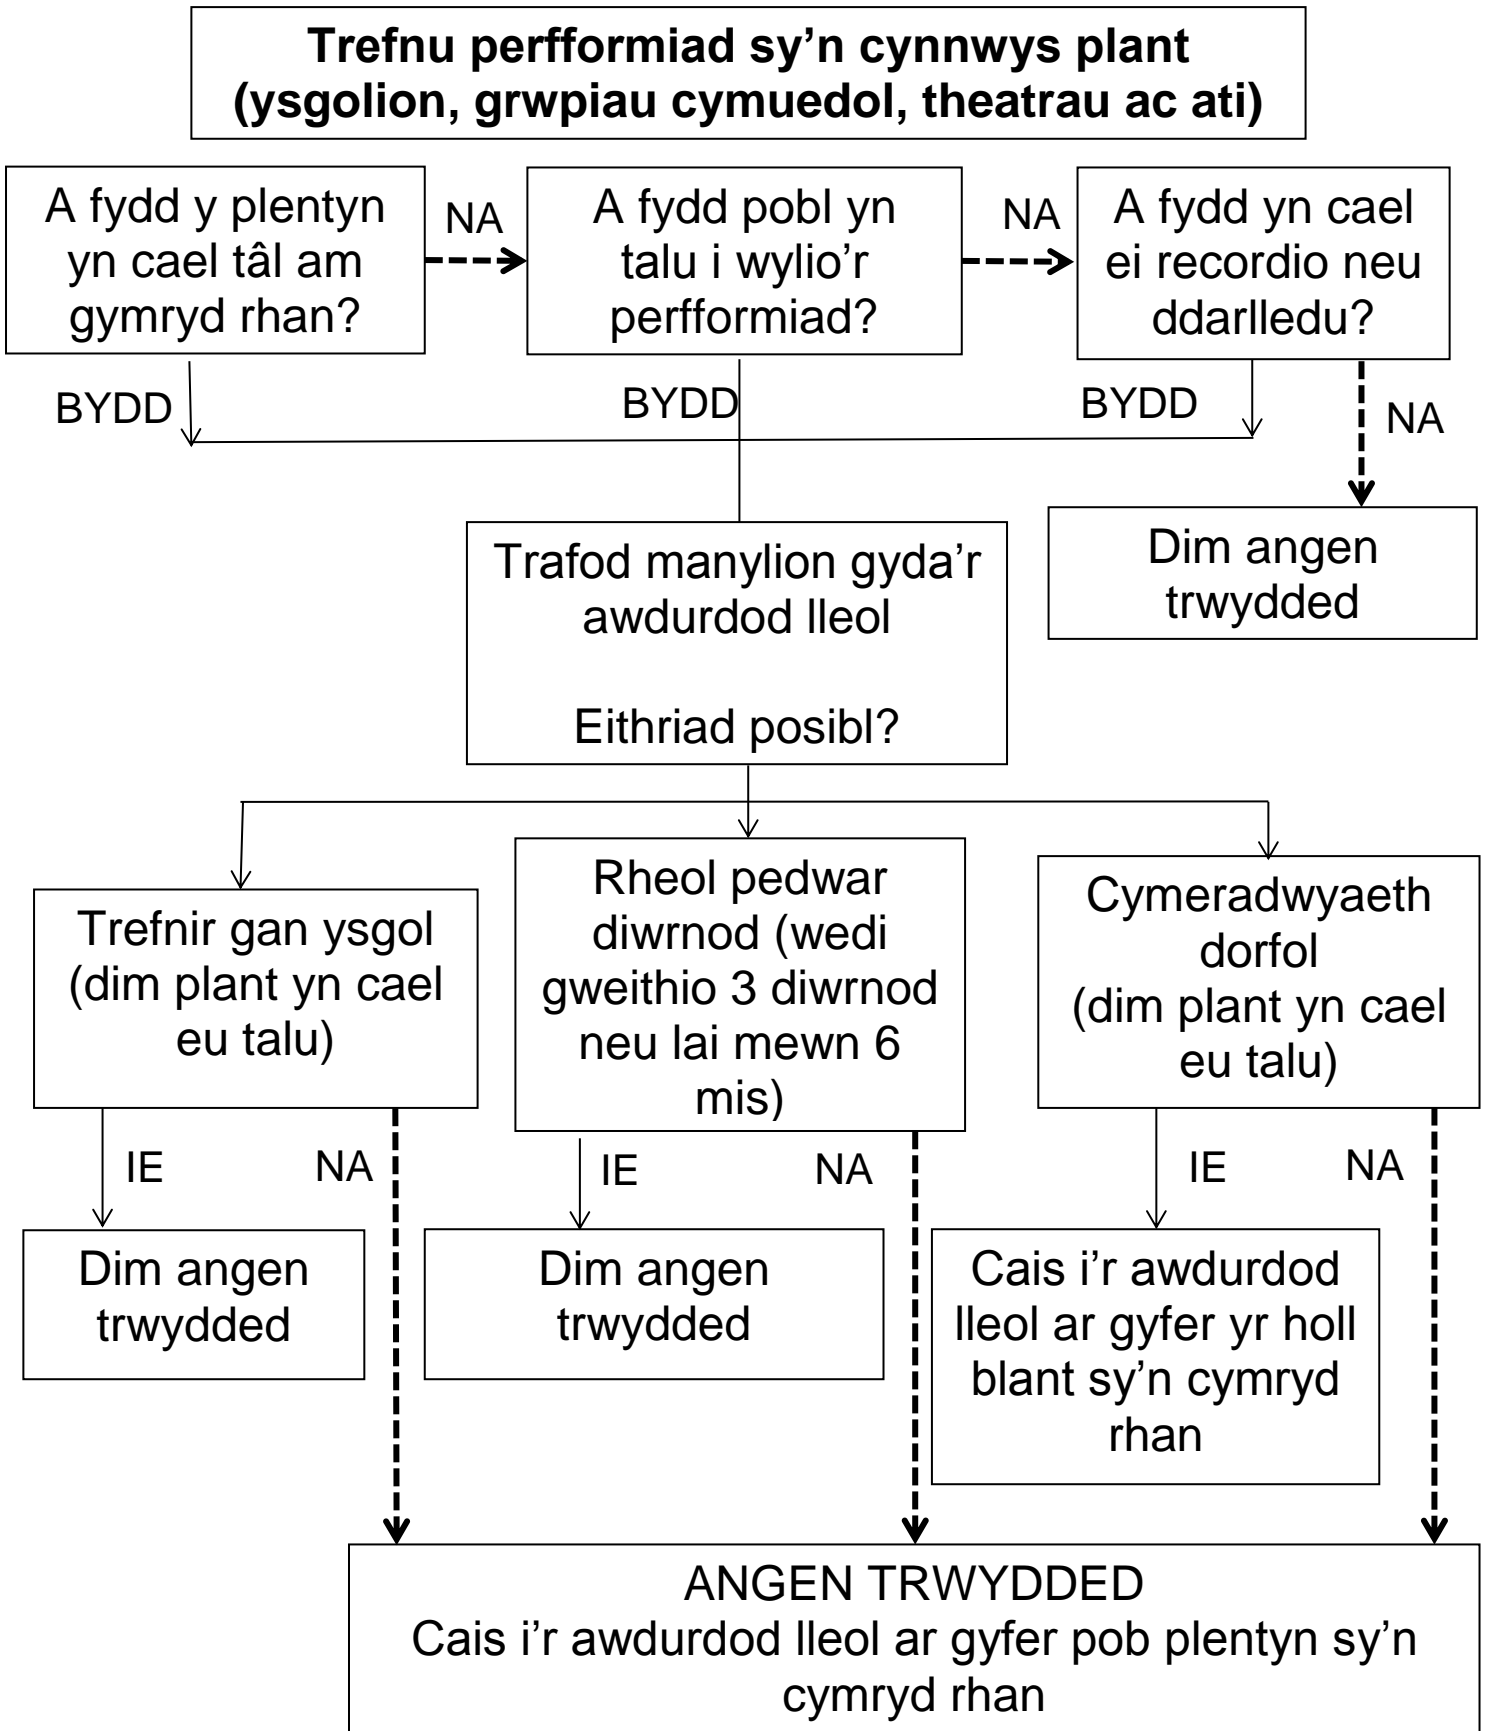 Trefnu perfformiad sy’n cynnwys plant
(ysgolion, grwpiau cymuedol, theatrau ac ati)
A fydd y plentyn
yn cael tâl am
gymryd rhan?
NA
A fydd pobl yn
talu i wylio’r
perfformiad?
NA
A fydd yn cael
ei recordio neu
ddarlledu?
BYDD
BYDD
BYDD
NA
Trafod manylion gyda’r
awdurdod lleol
Eithriad posibl?
Dim angen
trwydded
Trefnir gan ysgol
(dim plant yn cael
eu talu)
Rheol pedwar
diwrnod (wedi
gweithio 3 diwrnod
neu lai mewn 6
mis)
Cymeradwyaeth
dorfol
(dim plant yn cael
eu talu)
IE
NA
IE
NA
IE
NA
Dim angen
trwydded
Dim angen
trwydded
Cais i’r awdurdod
lleol ar gyfer yr holl
blant sy’n cymryd
rhan
ANGEN TRWYDDED
Cais i’r awdurdod lleol ar gyfer pob plentyn sy’n
cymryd rhan